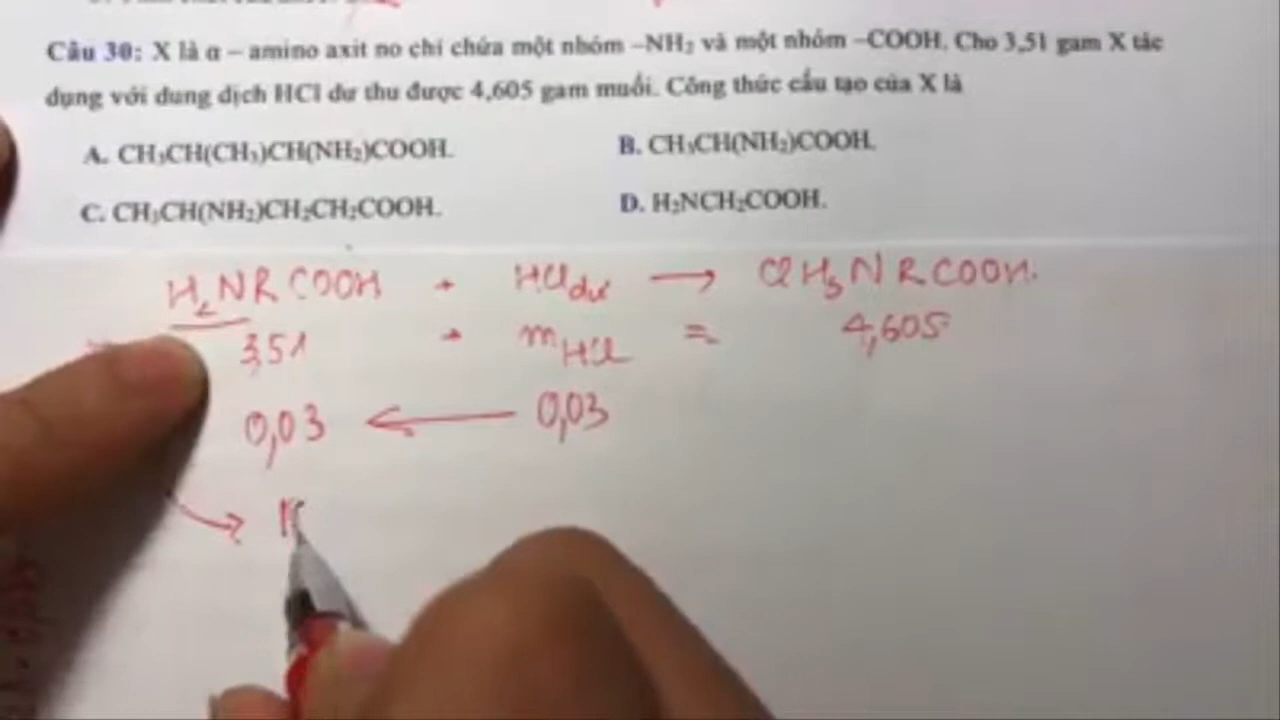 Câu 30: X là α – amino axit no chỉ chứa một nhóm –NH₂ và một nhóm –COOH. Cho 3,51 gam X tác
dụng với dung dịch HCl dư thu được 4,605 gam muối. Công thức cấu tạo của X là
A. CH₃CH(CH₃)CH(NH₂)COOH.
B. CH₃CH(NH₂)COOH.
C. CH₃CH(NH₂)CH₂CH₂COOH.
D. H₂NCH₂COOH.
H₂NRCOOH + HCl dư → ClH₃NRCOOH.
3,51 + mHCl = 4,605
0,03 ← 0,03
→